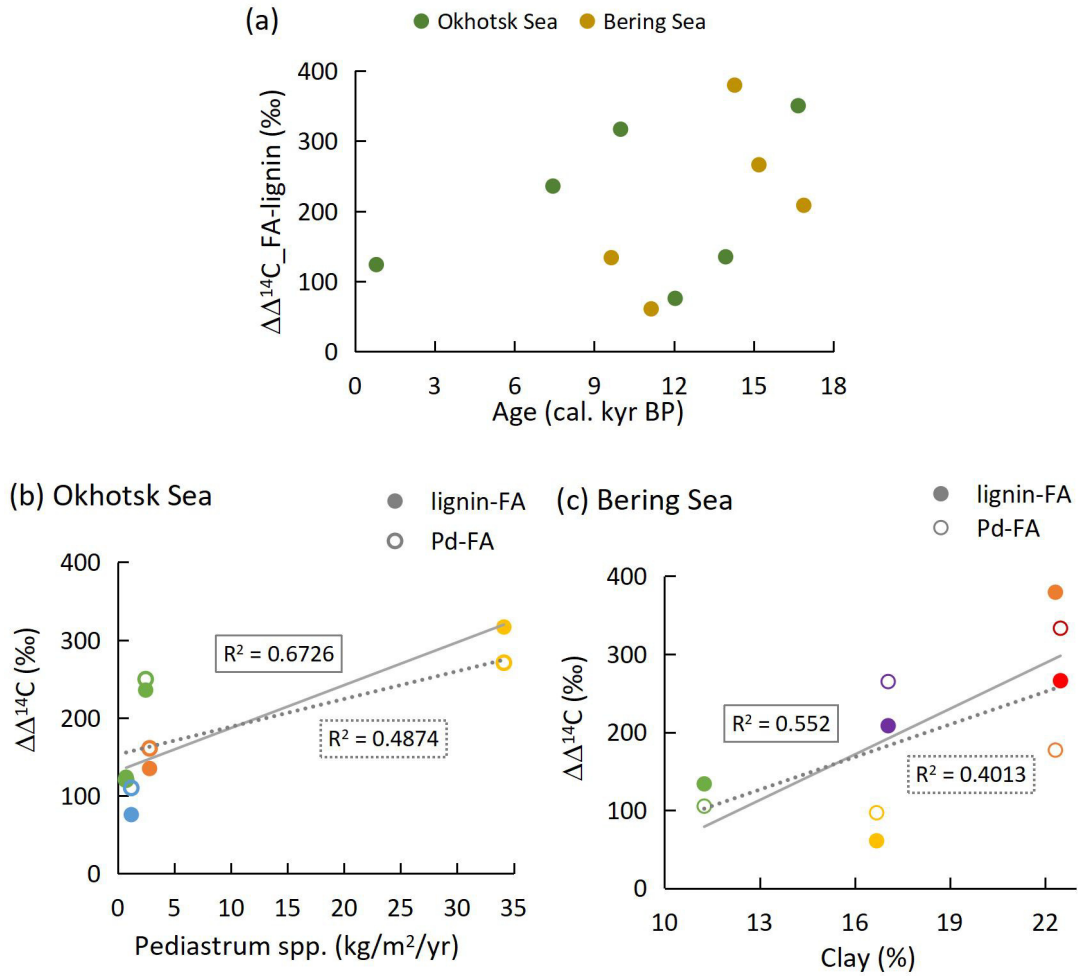 (a)
Okhotsk Sea Bering Sea
ΔΔ¹⁴C_FA-lignin (‰)
400
300
200
100
0
0 3 6 9 12 15 18
Age (cal. kyr BP)
(b) Okhotsk Sea
lignin-FA
Pd-FA
ΔΔ¹⁴C (‰)
400
300
200
100
0
R² = 0.6726
R² = 0.4874
0 5 10 15 20 25 30 35
Pediastrum spp. (kg/m²/yr)
(c) Bering Sea
lignin-FA
Pd-FA
ΔΔ¹⁴C (‰)
400
300
200
100
0
R² = 0.552
R² = 0.4013
10 13 16 19 22
Clay (%)